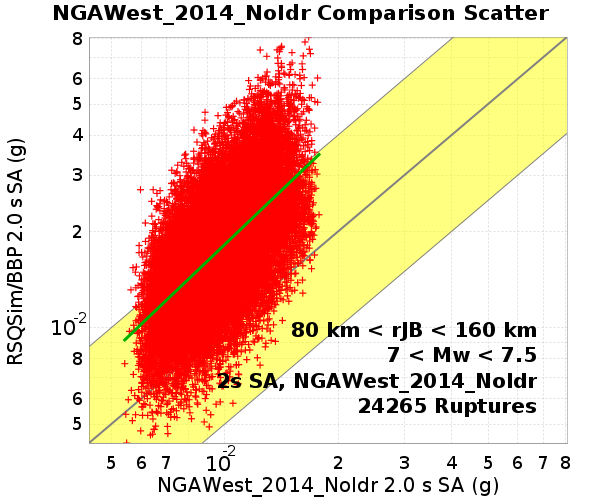 NGAWest_2014_NoIdr Comparison Scatter
RSQSim/BBP 2.0 s SA (g)
8
6
5
4
3
2
10-2
8
6
5
80 km < rJB < 160 km
7 < Mw < 7.5
2s SA, NGAWest_2014_NoIdr
24265 Ruptures
5 6 7 10-2 2 3 4 5 6 7 8
NGAWest_2014_NoIdr 2.0 s SA (g)